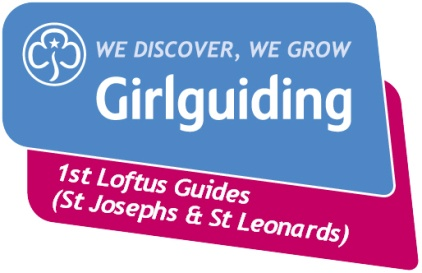 WE DISCOVER, WE GROW
Girlguiding
1st Loftus Guides
(St Josephs & St Leonards)